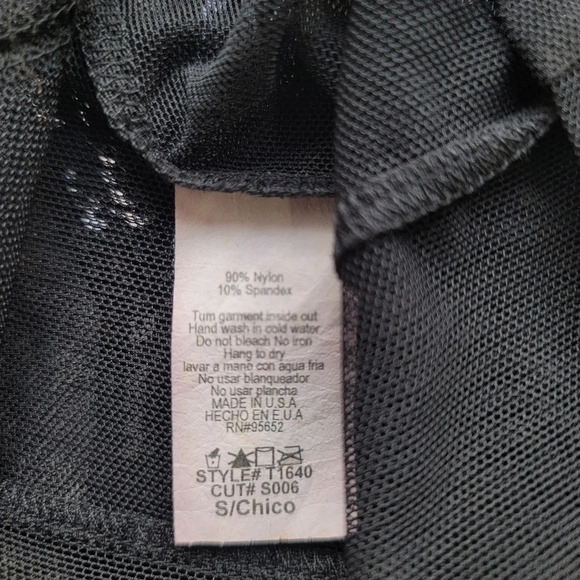 90% Nylon
10% Spandex
Turn garment inside out
Hand wash in cold water
Do not bleach No iron
Hang to dry
lavar a mano con aqua fria
No usar blanqueador
No usar plancha
MADE IN U.S.A
HECHO EN E.U.A
RN#95652
STYLE# T1640
CUT# S006
S/Chico